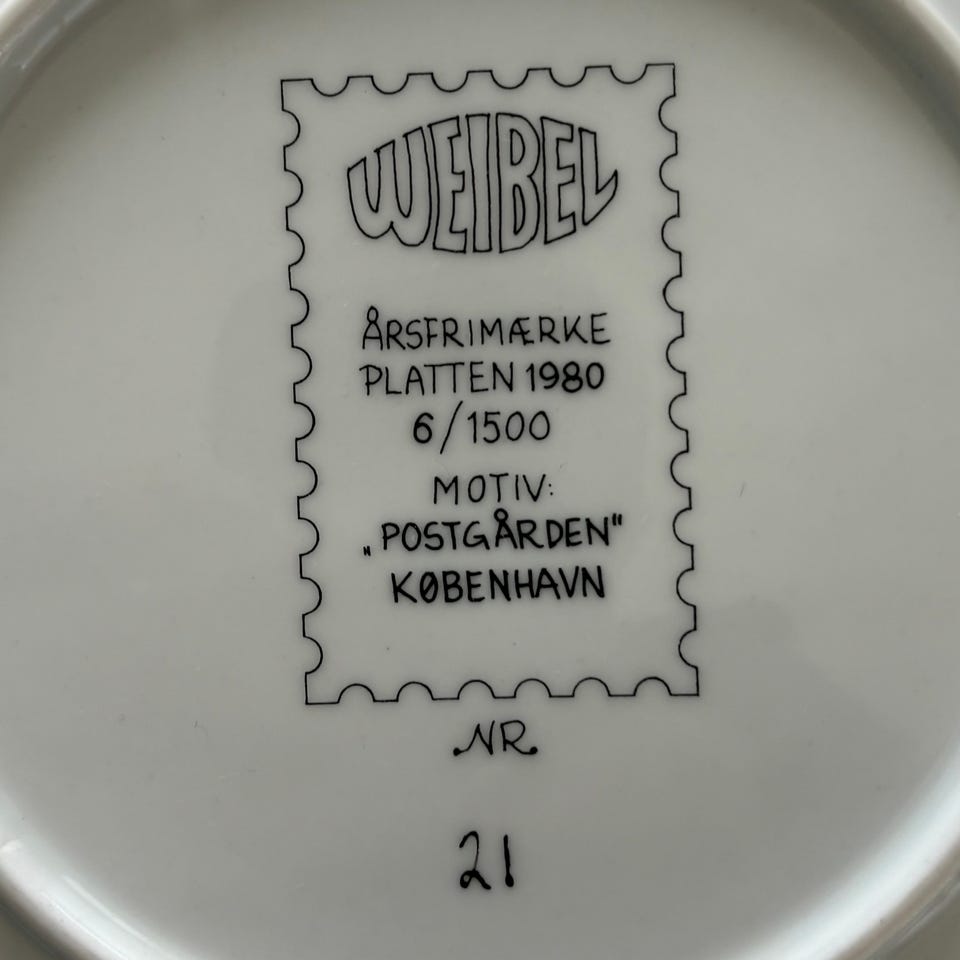 WEIBEL
ÅRSFRIMÆRKE
PLATTEN 1980
6/1500
MOTIV:
„POSTGÅRDEN"
KØBENHAVN
NR.
21